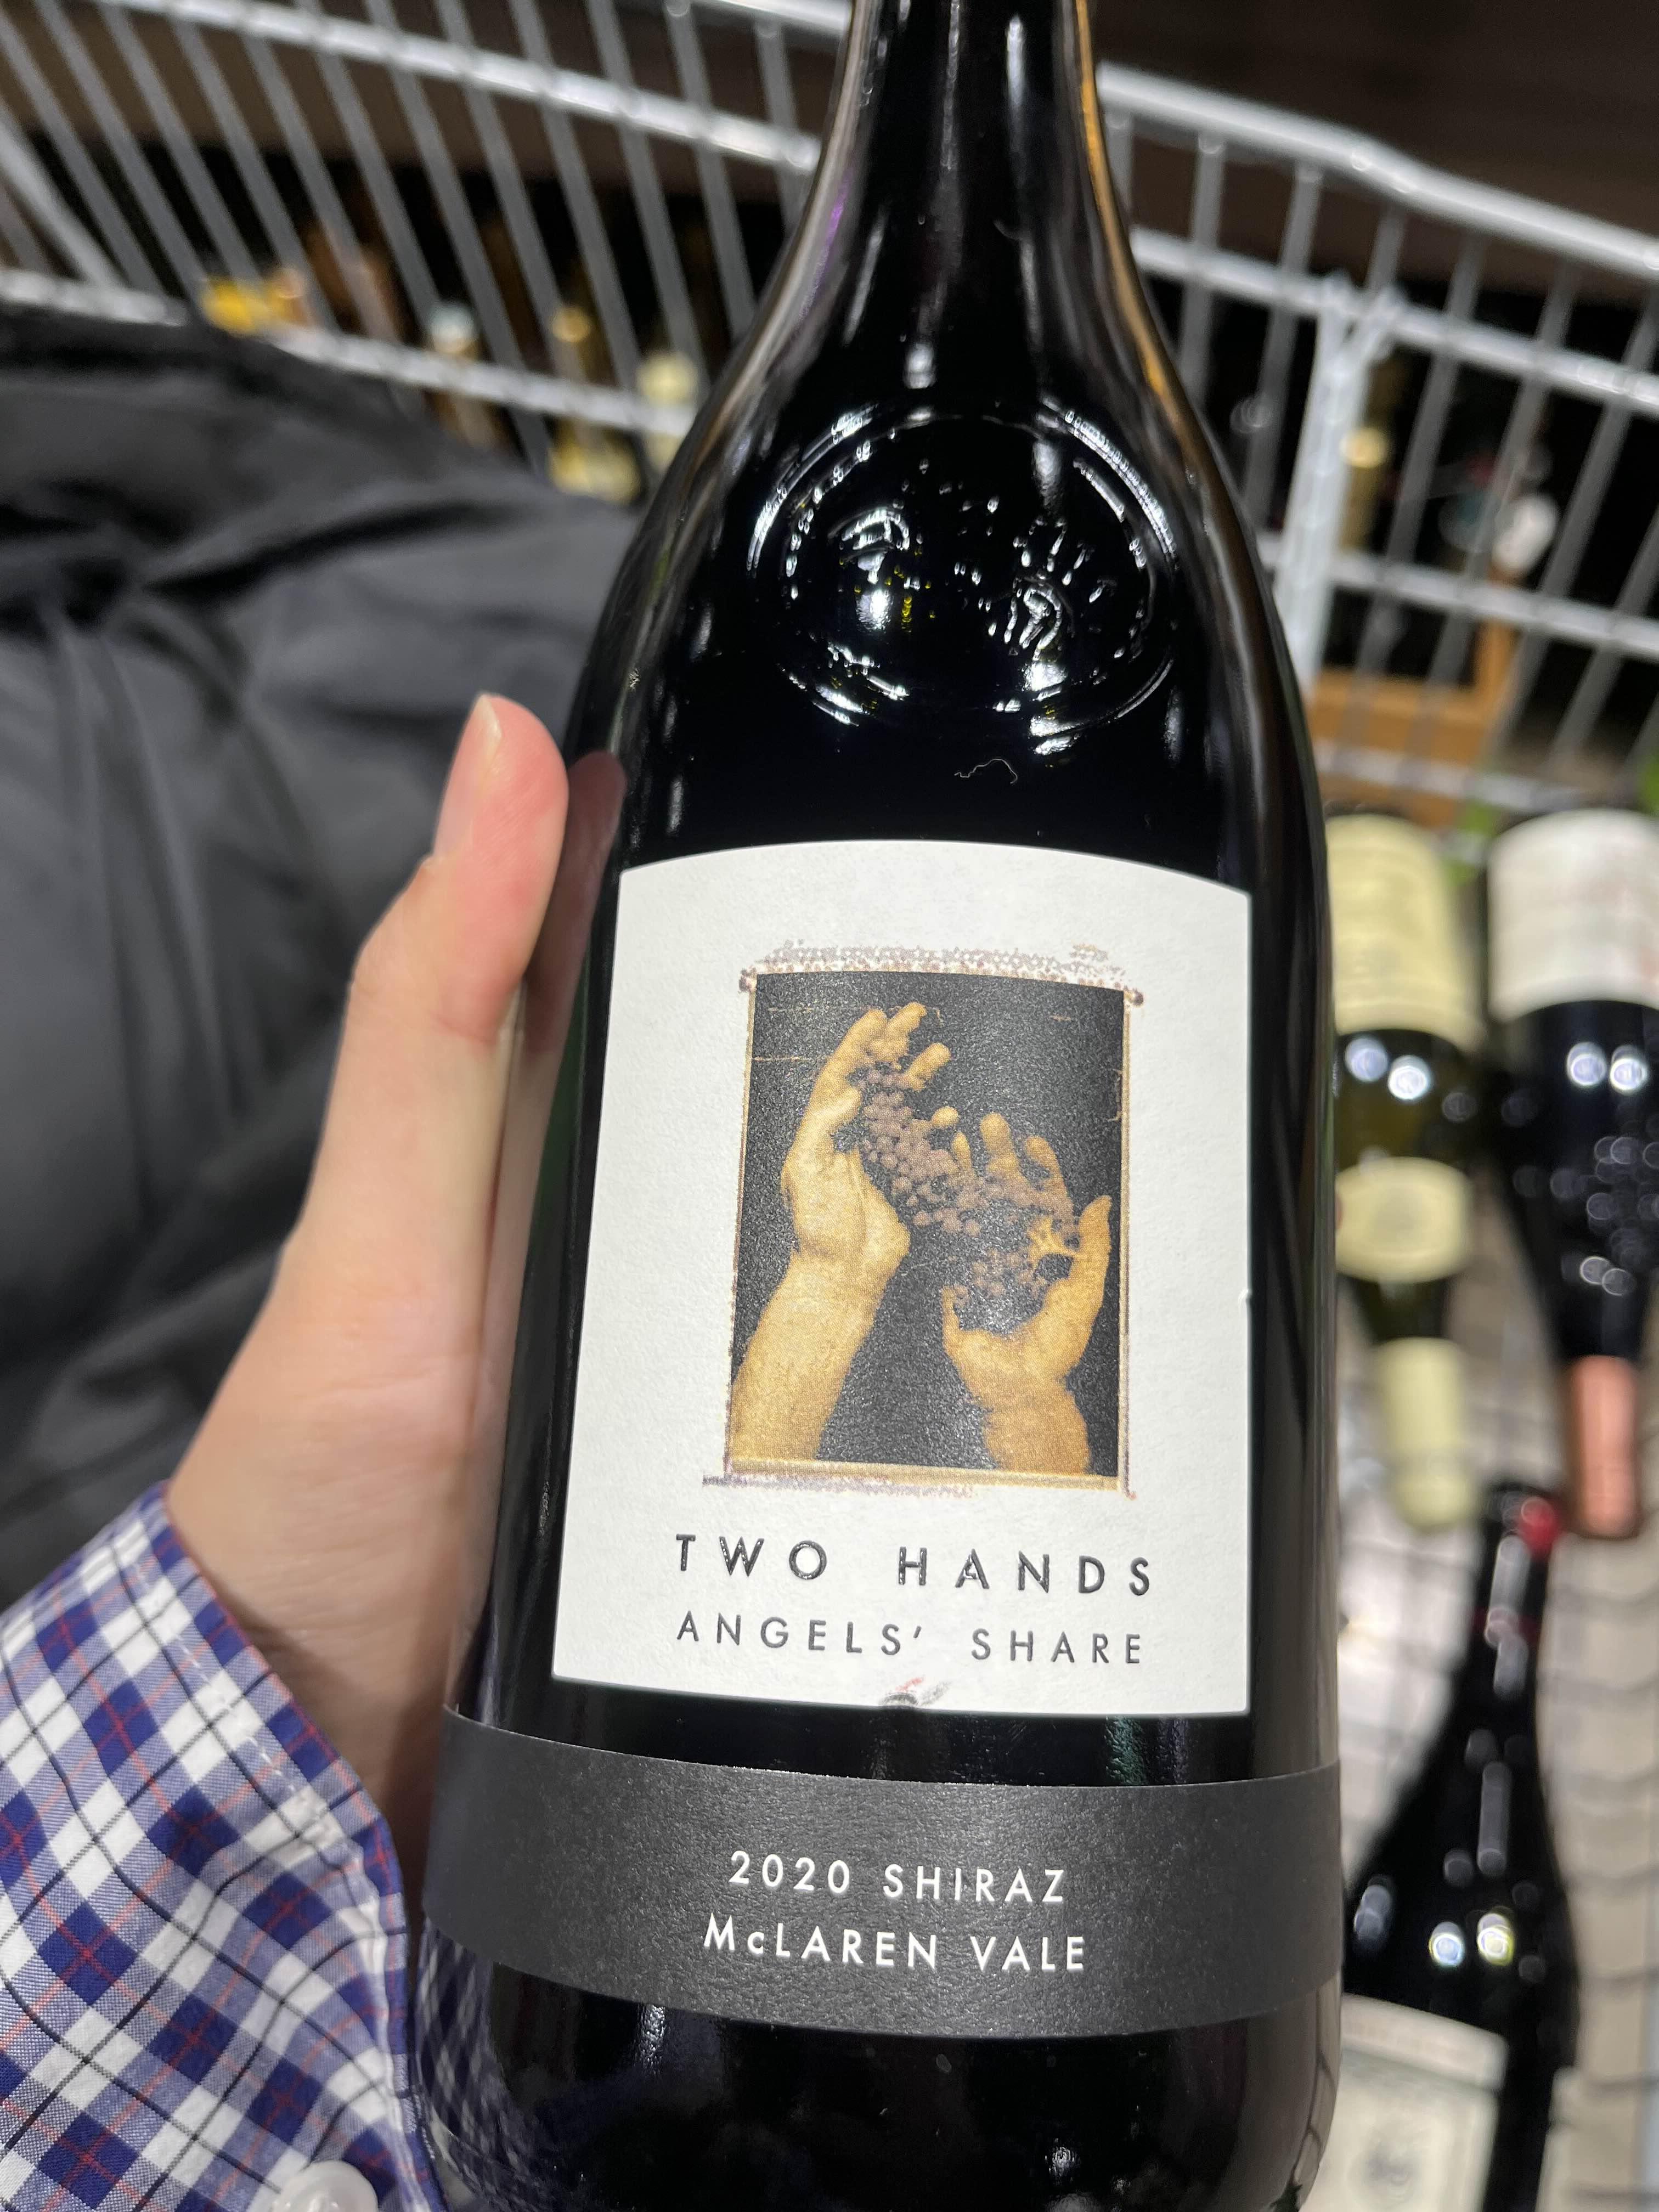 TWO HANDS
ANGELS' SHARE
2020 SHIRAZ
McLAREN VALE